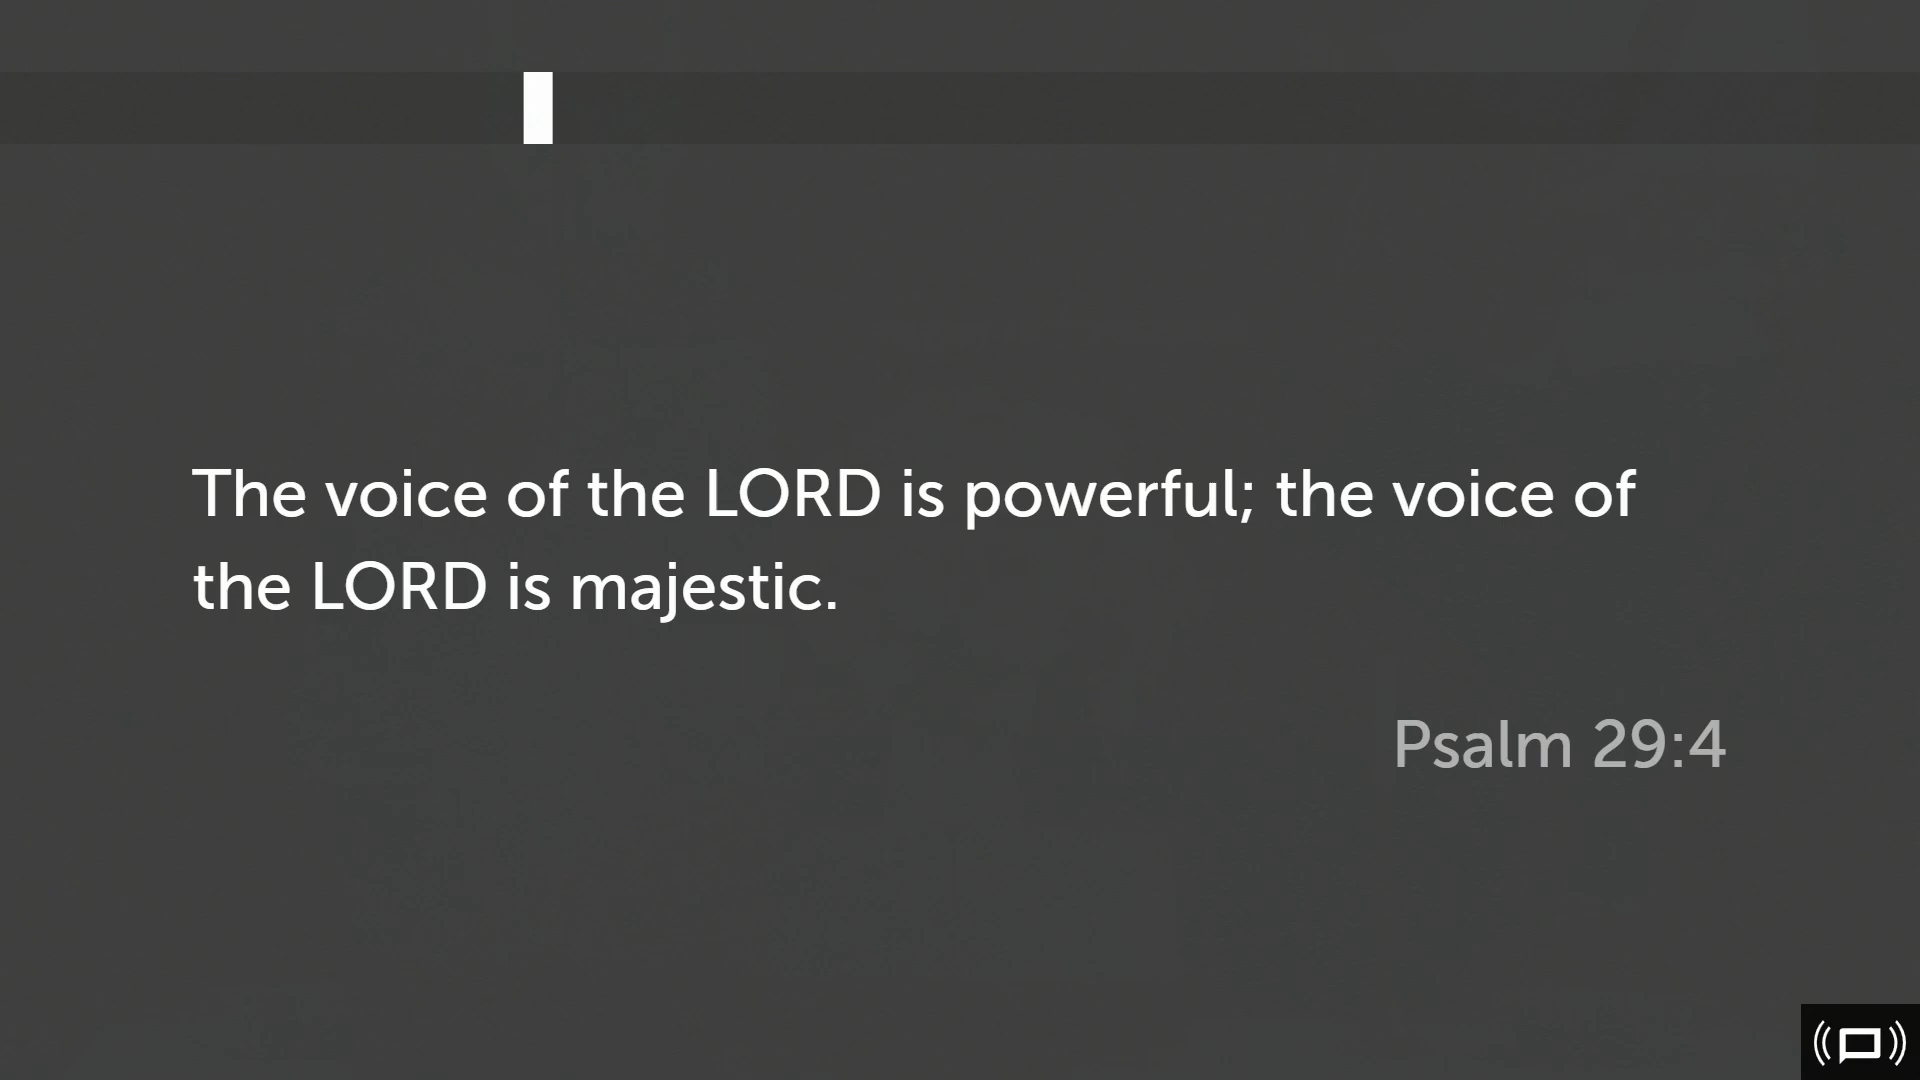 The voice of the LORD is powerful; the voice of
the LORD is majestic.
Psalm 29:4